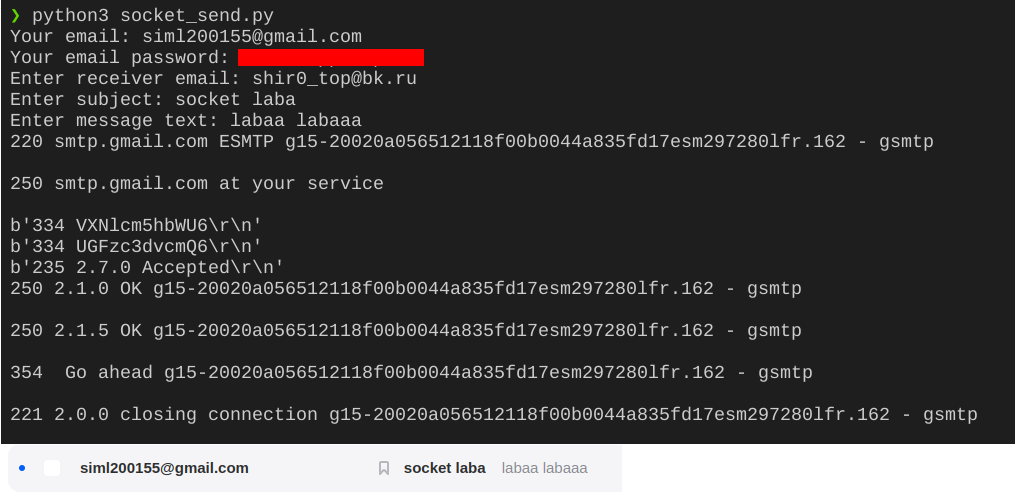 ❯ python3 socket_send.py
Your email: siml200155@gmail.com
Your email password:
Enter receiver email: shir0_top@bk.ru
Enter subject: socket laba
Enter message text: labaa labaaa
220 smtp.gmail.com ESMTP g15-20020a056512118f00b0044a835fd17esm297280lfr.162 - gsmtp
250 smtp.gmail.com at your service
b'334 VXNlcm5hbWU6\r\n'
b'334 UGFzc3dvcmQ6\r\n'
b'235 2.7.0 Accepted\r\n'
250 2.1.0 OK g15-20020a056512118f00b0044a835fd17esm297280lfr.162 - gsmtp
250 2.1.5 OK g15-20020a056512118f00b0044a835fd17esm297280lfr.162 - gsmtp
354  Go ahead g15-20020a056512118f00b0044a835fd17esm297280lfr.162 - gsmtp
221 2.0.0 closing connection g15-20020a056512118f00b0044a835fd17esm297280lfr.162 - gsmtp
siml200155@gmail.com socket laba labaa labaaa